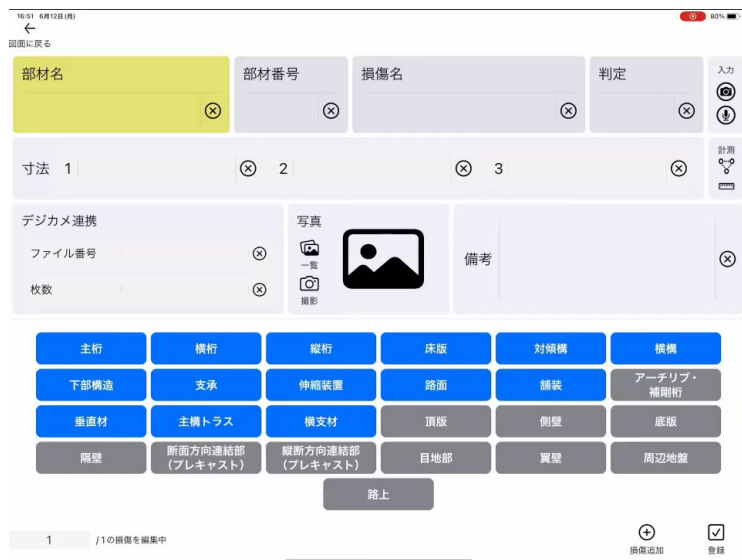 16:51 6月12日(月)
80%
図面に戻る
部材名
部材番号
損傷名
判定
入力
寸法 1
2
3
計測
デジカメ連携
ファイル番号
枚数
写真
一覧
撮影
備考
主桁
横桁
縦桁
床版
対傾構
横構
下部構造
支承
伸縮装置
路面
舗装
アーチリブ・
補剛桁
垂直材
主構トラス
横支材
頂版
側壁
底版
隔壁
断面方向連結部
(プレキャスト)
縦断方向連結部
(プレキャスト)
目地部
翼壁
周辺地盤
路上
1 /1の損傷を編集中
損傷追加
登録